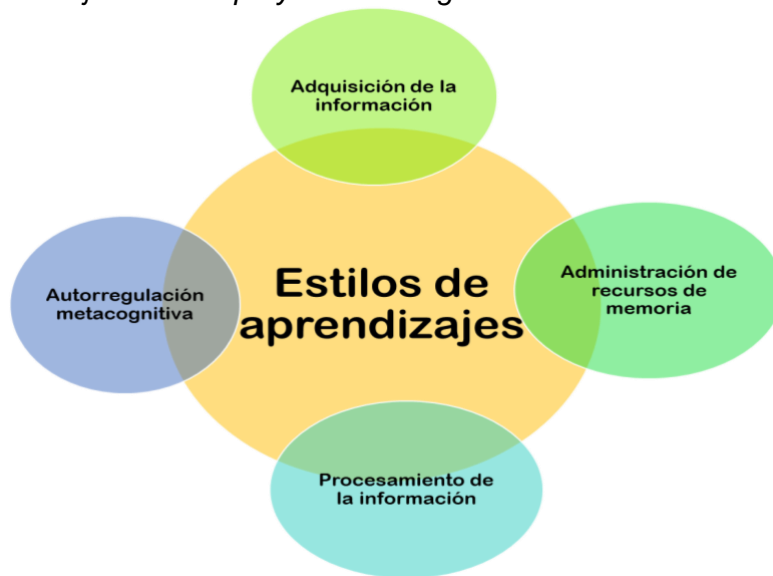 Adquisición de la
información
Autorregulación
metacognitiva
Estilos de
aprendizajes
Administración de
recursos de
memoria
Procesamiento de
la información